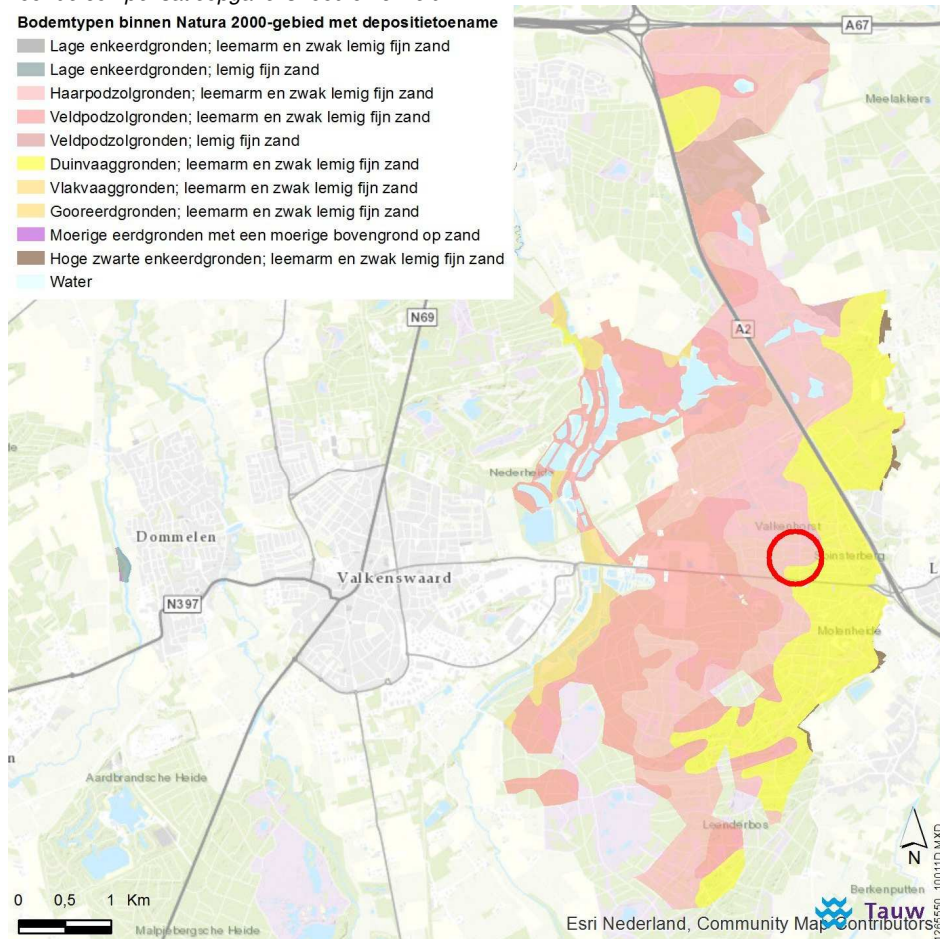 Bodemtypen binnen Natura 2000-gebied met depositietoename
Lage enkeerdgronden; leemarm en zwak lemig fijn zand
Lage enkeerdgronden; lemig fijn zand
Haarpodzolgronden; leemarm en zwak lemig fijn zand
Veldpodzolgronden; leemarm en zwak lemig fijn zand
Veldpodzolgronden; lemig fijn zand
Duinvaaggronden; leemarm en zwak lemig fijn zand
Vlakvaaggronden; leemarm en zwak lemig fijn zand
Gooreerdgronden; leemarm en zwak lemig fijn zand
Moerige eerdgronden met een moerige bovengrond op zand
Hoge zwarte enkeerdgronden; leemarm en zwak lemig fijn zand
Water
A67
Meelakkers
N69
A2
Nederheide
Valkenhorst
Dommelen
Spinsterberg
L
Valkenswaard
N397
Molenheide
n
Aardbrandsche Heide
Leenderbos
N
0 0,5 1 Km
Berkenputten
Tauw
Malpiebergsche Heide
Esri Nederland, Community Map Contributors
1265550_10011D.MXD